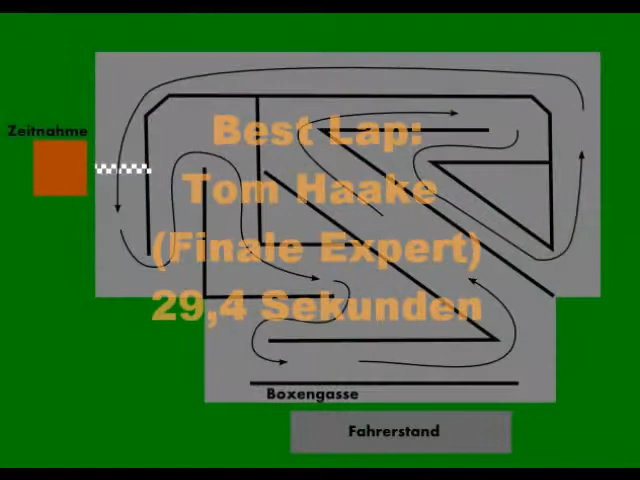 Zeitnahme
Best Lap:
Tom Haake
(Finale Expert)
29,4 Sekunden
Boxengasse
Fahrerstand